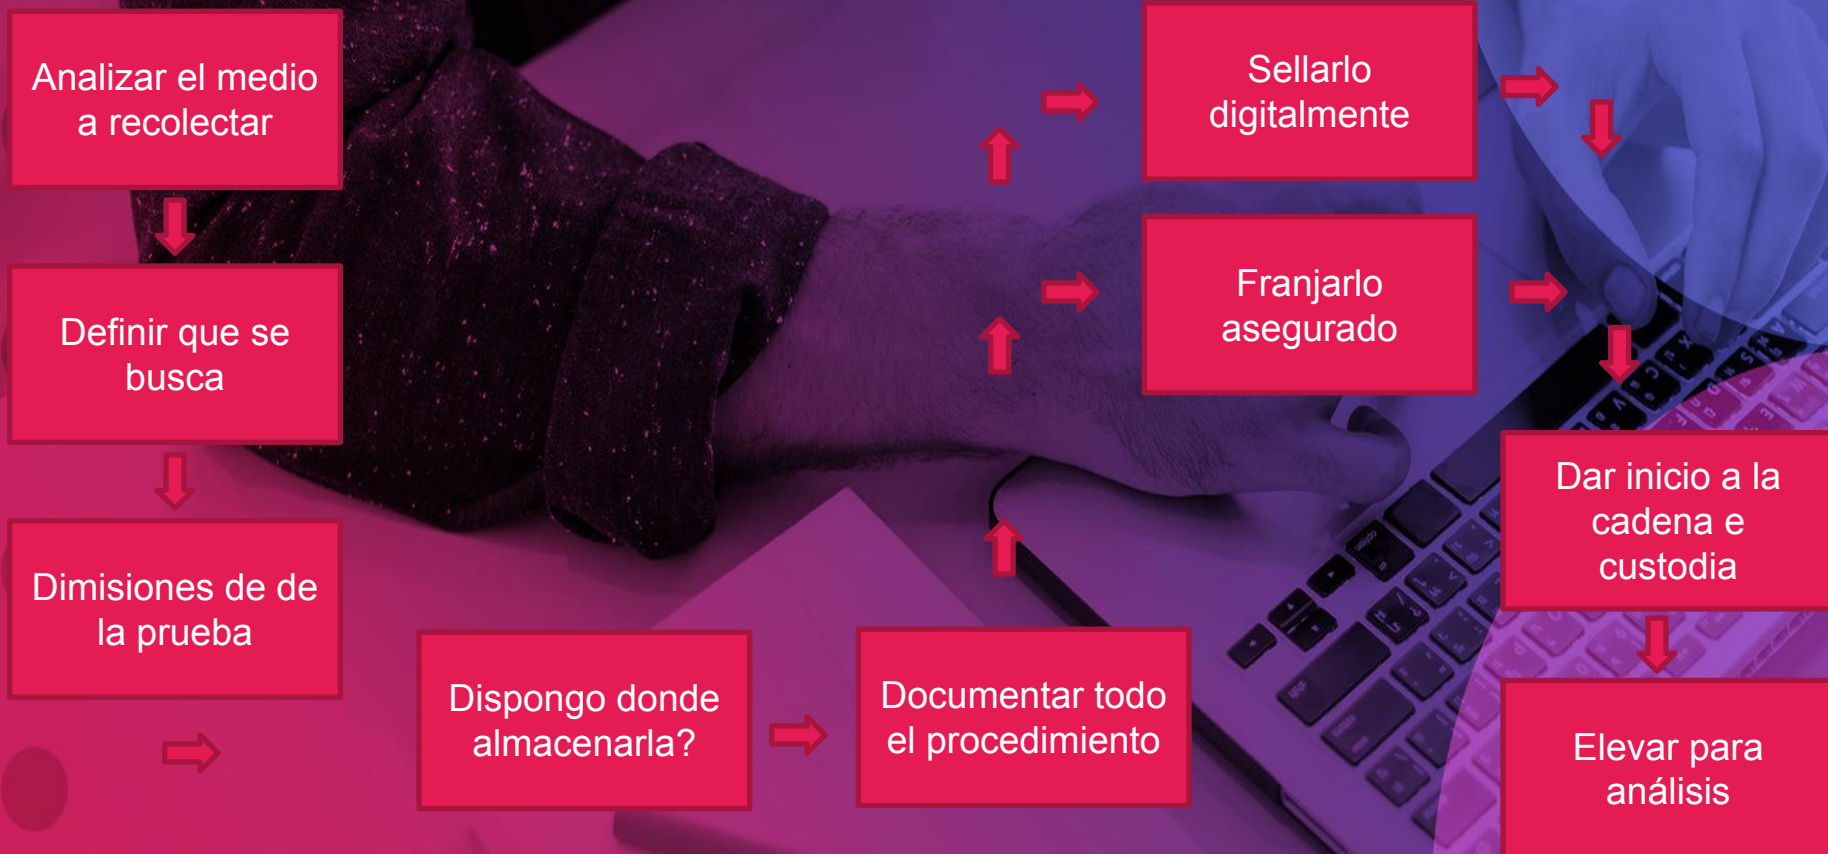 Analizar el medio
a recolectar
Definir que se
busca
Dimisiones de de
la prueba
Dispongo donde
almacenarla?
Documentar todo
el procedimiento
Sellarlo
digitalmente
Franjarlo
asegurado
Dar inicio a la
cadena e
custodia
Elevar para
análisis